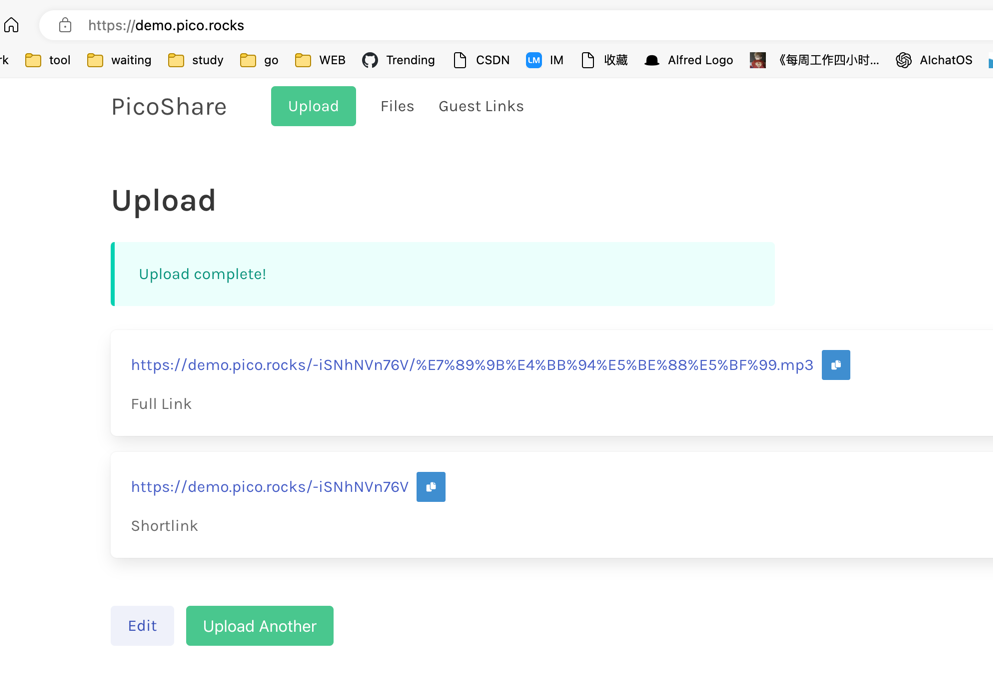 https://demo.pico.rocks
rk tool waiting study go WEB Trending CSDN LM IM 收藏 Alfred Logo 《每周工作四小时... AIchatOS
PicoShare Upload Files Guest Links
Upload
Upload complete!
https://demo.pico.rocks/-iSNhNVn76V/%E7%89%9B%E4%BB%94%E5%BE%88%E5%BF%99.mp3
Full Link
https://demo.pico.rocks/-iSNhNVn76V
Shortlink
Edit Upload Another